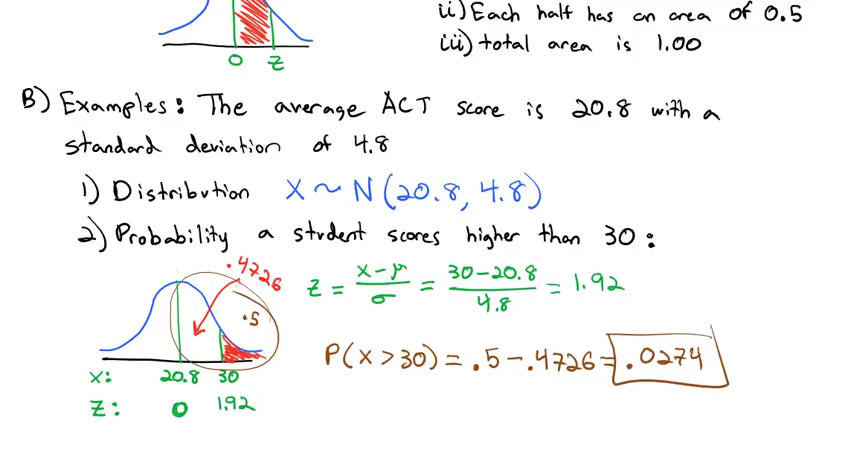 ii) Each half has an area of 0.5
iii) total area is 1.00
0 z
B) Examples: The average ACT score is 20.8 with a
standard deviation of 4.8
1) Distribution X ~ N(20.8, 4.8)
2) Probability a student scores higher than 30:
.4726
.5
z = x-μ/σ = 30-20.8/4.8 = 1.92
P(X > 30) = .5 - .4726 = .0274
X: 20.8 30
Z: 0 1.92